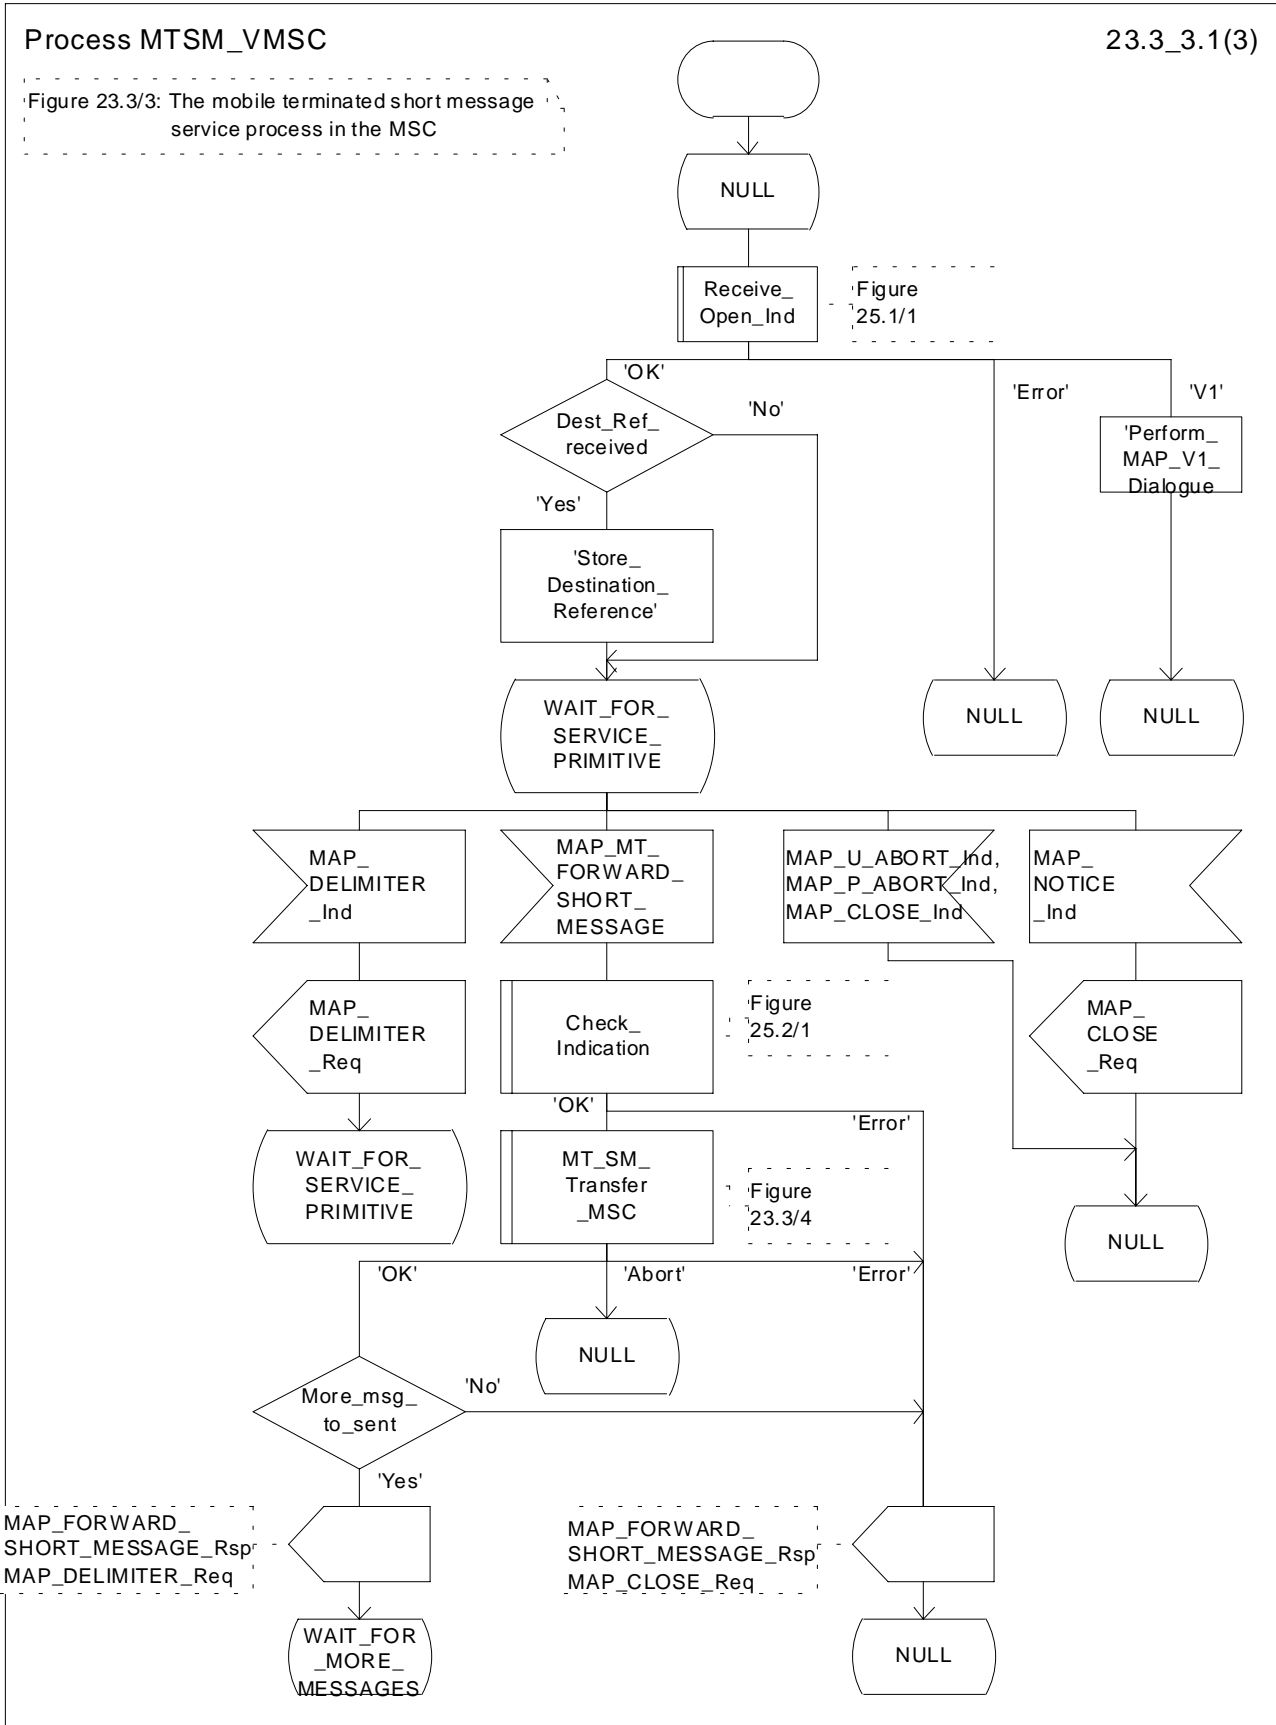 Process MTSM_VMSC
23.3_3.1(3)
Figure 23.3/3: The mobile terminated short message
service process in the MSC
NULL
Receive_
Open_Ind
Figure
25.1/1
'OK'
'Error'
'V1'
Dest_Ref_
received
'No'
'Perform_
MAP_V1_
Dialogue
'Yes'
'Store_
Destination_
Reference'
WAIT_FOR_
SERVICE_
PRIMITIVE
NULL
NULL
MAP_
DELIMITER
_Ind
MAP_MT_
FORWARD_
SHORT_
MESSAGE
MAP_U_ABORT_Ind,
MAP_P_ABORT_Ind,
MAP_CLOSE_Ind
MAP_
NOTICE
_Ind
MAP_
DELIMITER
_Req
Check_
Indication
Figure
25.2/1
MAP_
CLOSE
_Req
'OK'
'Error'
WAIT_FOR_
SERVICE_
PRIMITIVE
MT_SM_
Transfer
_MSC
Figure
23.3/4
NULL
'OK'
'Abort'
'Error'
NULL
More_msg_
to_sent
'No'
'Yes'
MAP_FORWARD_
SHORT_MESSAGE_Rsp
MAP_DELIMITER_Req
MAP_FORWARD_
SHORT_MESSAGE_Rsp
MAP_CLOSE_Req
WAIT_FOR
_MORE_
MESSAGES
NULL